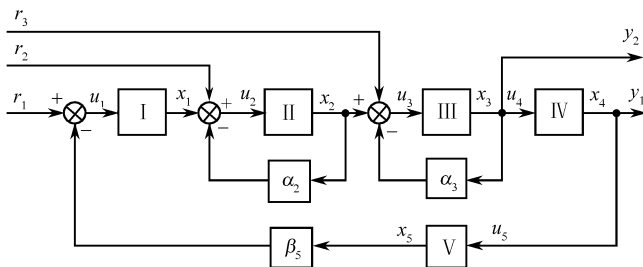 r₃
y₂
r₂
r₁ + u₁ I x₁ + u₂ II x₂ + u₃ III x₃ u₄ IV x₄ y₁
− − −
α₂ α₃
β₅ x₅ V u₅